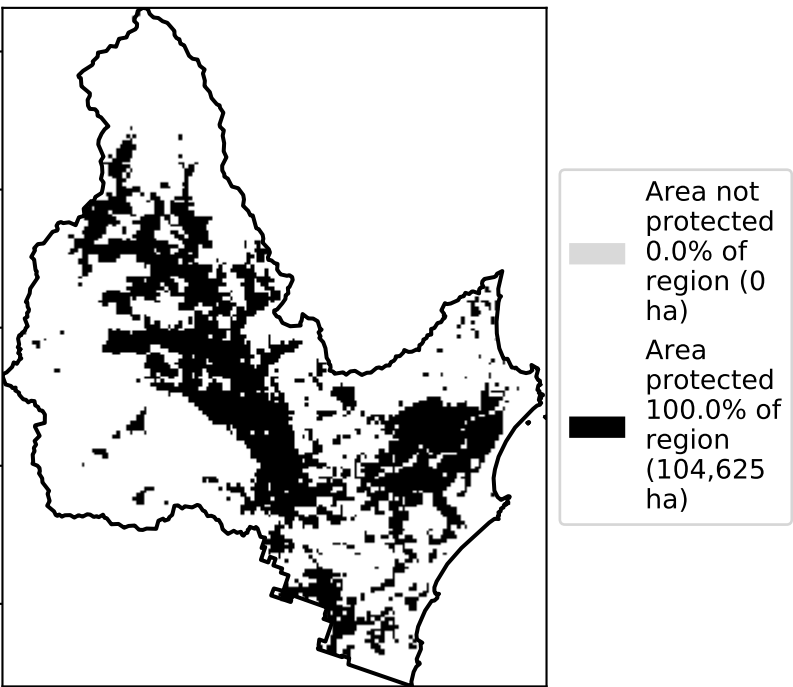 Area not
protected
0.0% of
region (0
ha)
Area
protected
100.0% of
region
(104,625
ha)